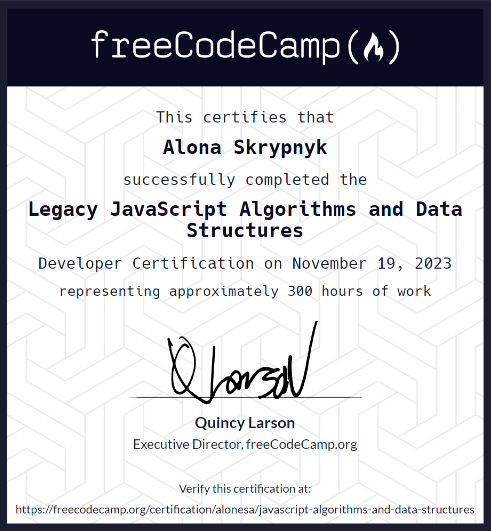 freeCodeCamp
This certifies that
Alona Skrypnyk
successfully completed the
Legacy JavaScript Algorithms and Data
Structures
Developer Certification on November 19, 2023
representing approximately 300 hours of work
Quincy Larson
Executive Director, freeCodeCamp.org
Verify this certification at:
https://freecodecamp.org/certification/alonesa/javascript-algorithms-and-data-structures